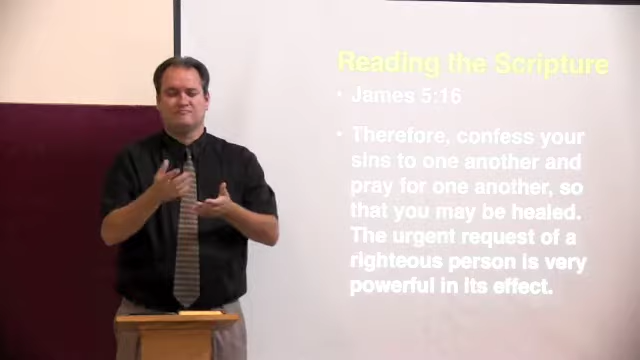 Reading the Scripture
• James 5:16
• Therefore, confess your
sins to one another and
pray for one another, so
that you may be healed.
The urgent request of a
righteous person is very
powerful in its effect.